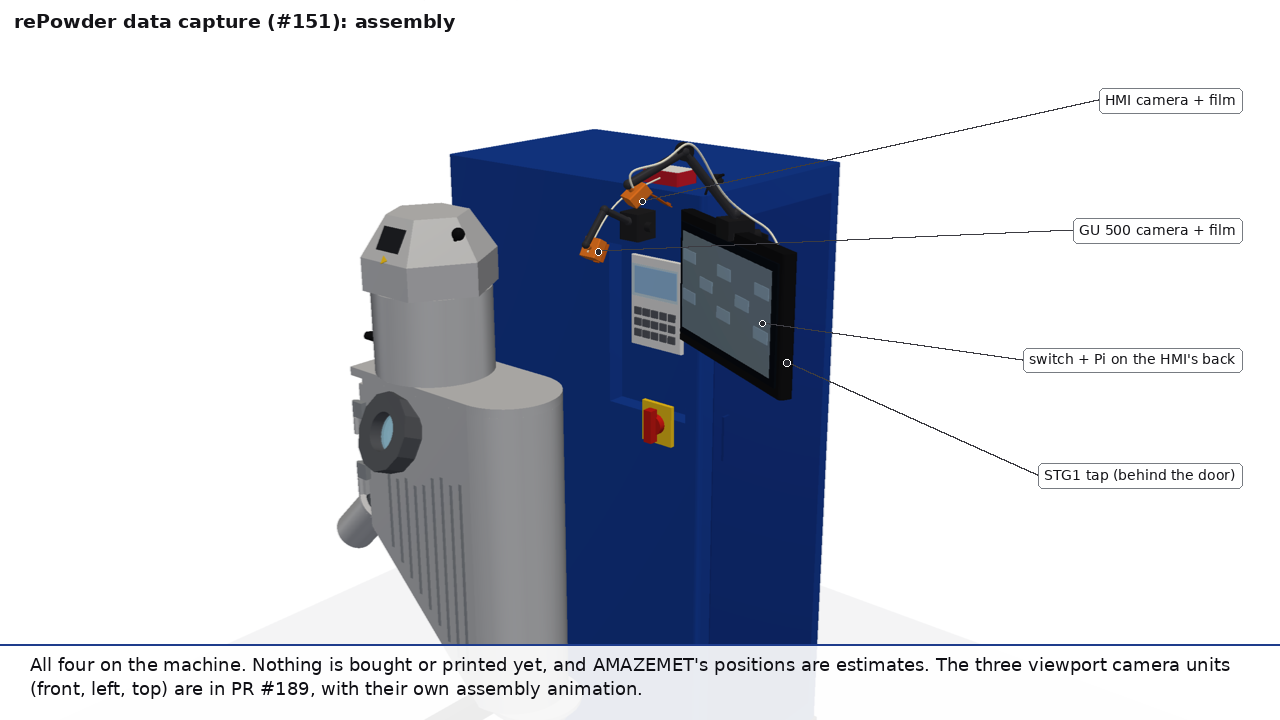 rePowder data capture (#151): assembly
HMI camera + film
GU 500 camera + film
switch + Pi on the HMI's back
STG1 tap (behind the door)
All four on the machine. Nothing is bought or printed yet, and AMAZEMET's positions are estimates. The three viewport camera units
(front, left, top) are in PR #189, with their own assembly animation.